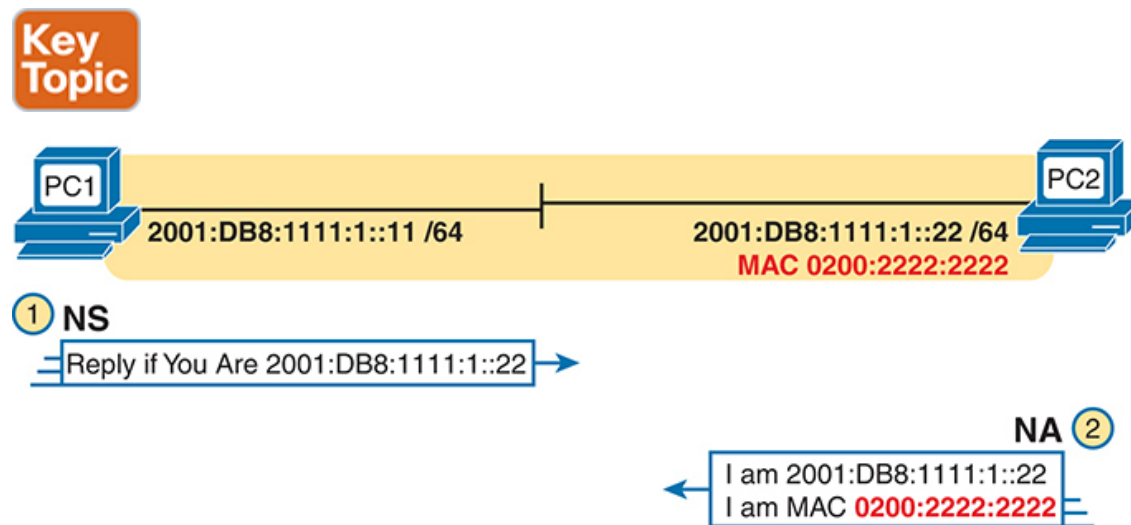 Key
Topic
PC1
PC2
2001:DB8:1111:1::11 /64
2001:DB8:1111:1::22 /64
MAC 0200:2222:2222
1 NS
Reply if You Are 2001:DB8:1111:1::22
NA 2
I am 2001:DB8:1111:1::22
I am MAC 0200:2222:2222